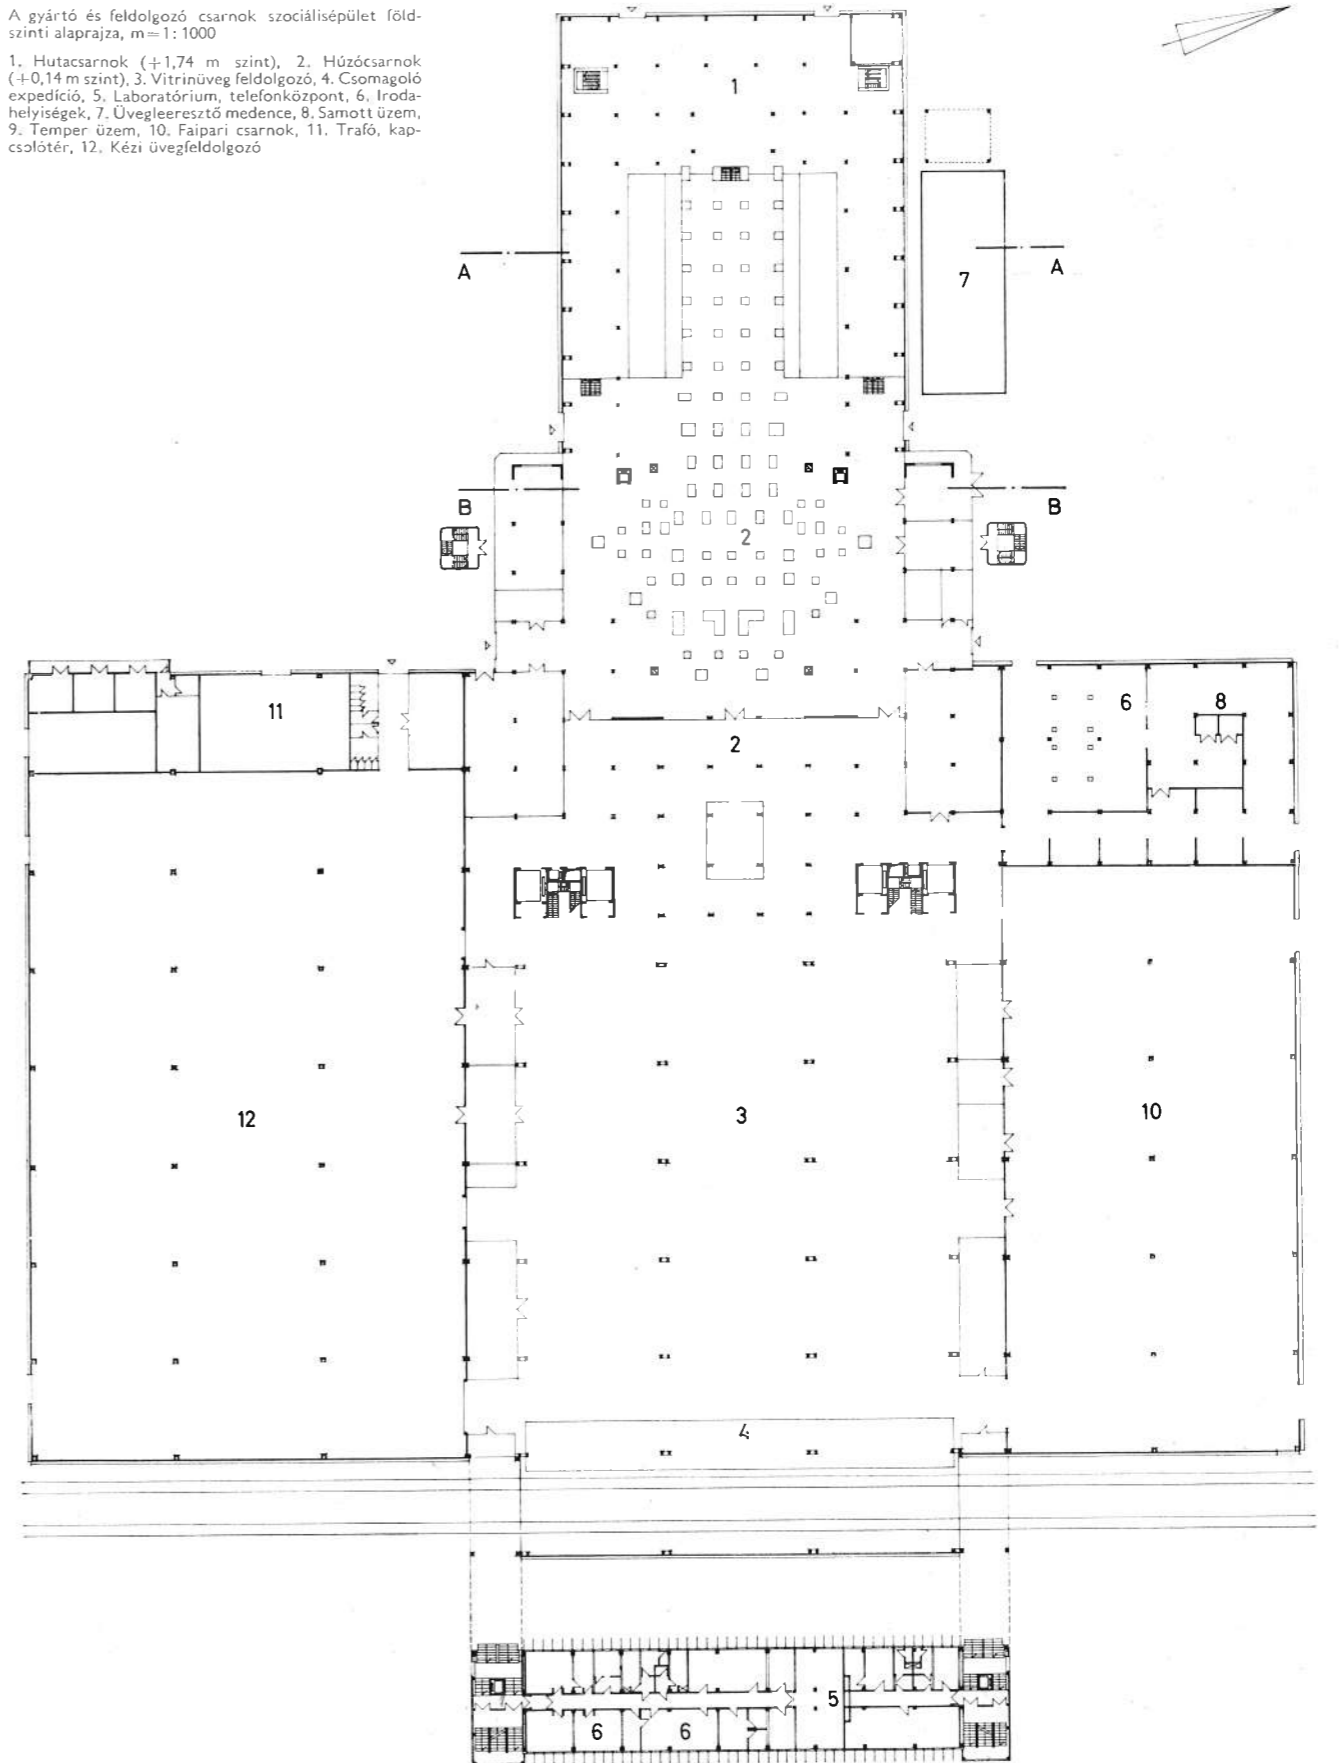 A gyártó és feldolgozó csarnok szociálisépület föld-
szinti alaprajza, m=1:1000
1. Hutacsarnok (+1,74 m szint), 2. Húzócsarnok
(+0,14 m szint), 3. Vitrinüveg feldolgozó, 4. Csomagoló
expedíció, 5. Laboratórium, telefonközpont, 6. Iroda-
helyiségek, 7. Üvegleeresztő medence, 8. Samott üzem,
9. Temper üzem, 10. Faipari csarnok, 11. Trafó, kap-
csolótér, 12. Kézi üvegfeldolgozó
1
A
A
7
B
B
2
11
6
8
2
12
3
10
4
5
6
6